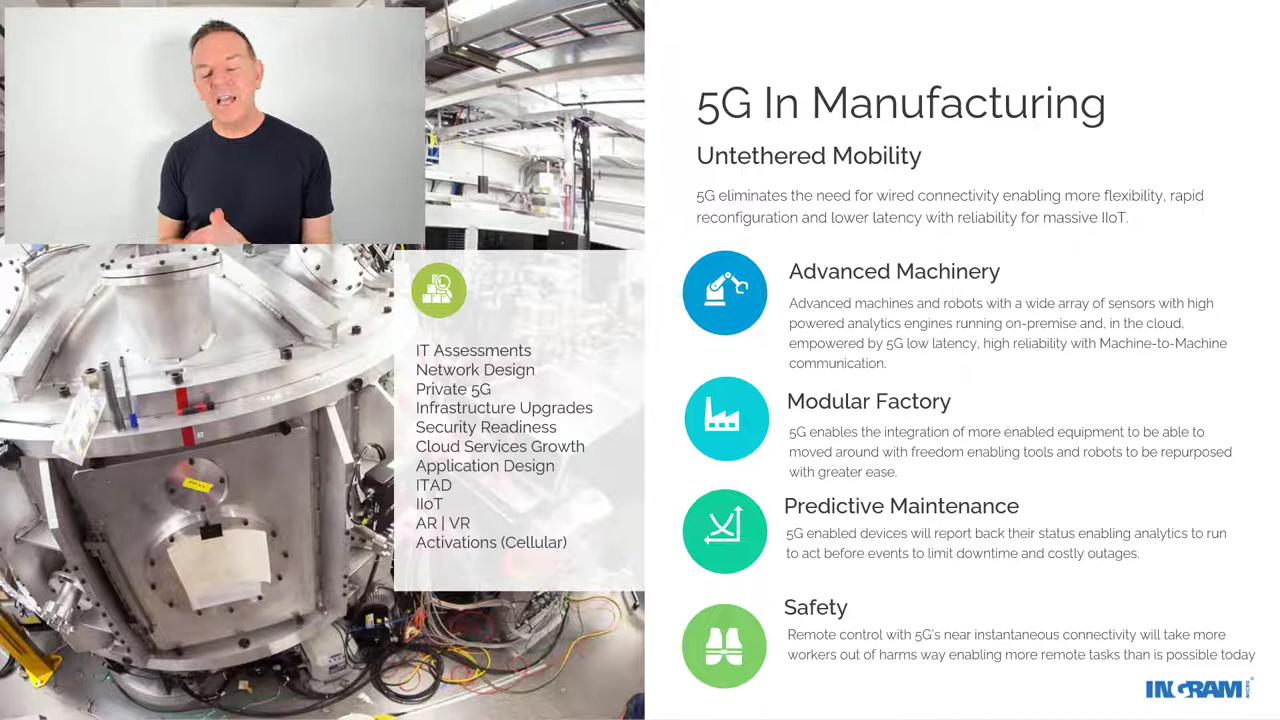 5G In Manufacturing
Untethered Mobility
5G eliminates the need for wired connectivity enabling more flexibility, rapid
reconfiguration and lower latency with reliability for massive IIoT.
Advanced Machinery
Advanced machines and robots with a wide array of sensors with high
powered analytics engines running on-premise and, in the cloud,
empowered by 5G low latency, high reliability with Machine-to-Machine
communication.
Modular Factory
5G enables the integration of more enabled equipment to be able to
moved around with freedom enabling tools and robots to be repurposed
with greater ease.
Predictive Maintenance
5G enabled devices will report back their status enabling analytics to run
to act before events to limit downtime and costly outages.
Safety
Remote control with 5G's near instantaneous connectivity will take more
workers out of harms way enabling more remote tasks than is possible today
IT Assessments
Network Design
Private 5G
Infrastructure Upgrades
Security Readiness
Cloud Services Growth
Application Design
ITAD
IIoT
AR | VR
Activations (Cellular)
INGRAM MICRO